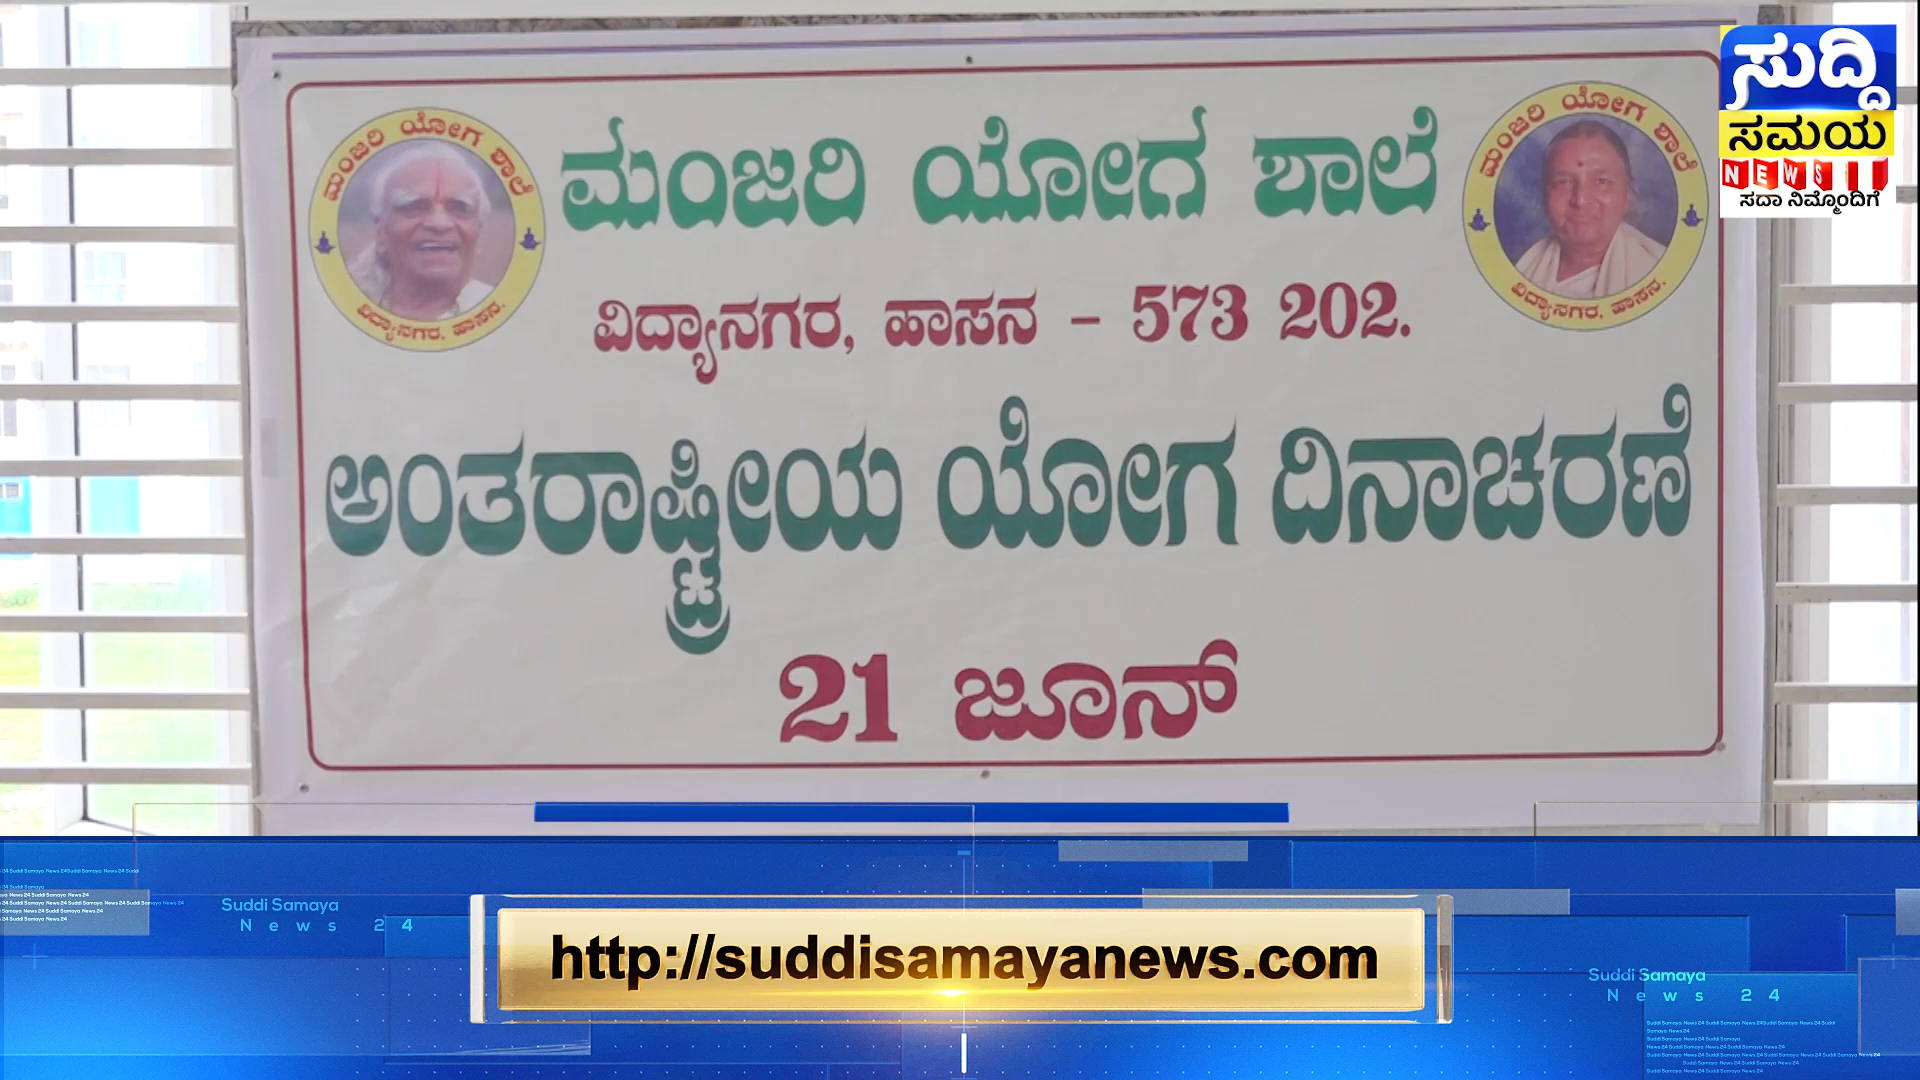 ಮಂಜರಿ ಯೋಗ ಶಾಲೆ
ವಿದ್ಯಾನಗರ, ಹಾಸನ.
ಮಂಜರಿ ಯೋಗ ಶಾಲೆ
ಮಂಜರಿ ಯೋಗ ಶಾಲೆ
ವಿದ್ಯಾನಗರ, ಹಾಸನ.
ವಿದ್ಯಾನಗರ, ಹಾಸನ - 573 202.
ಅಂತರಾಷ್ಟ್ರೀಯ ಯೋಗ ದಿನಾಚರಣೆ
21 ಜೂನ್
ಸುದ್ದಿ
ಸಮಯ
NEWS
ಸದಾ ನಿಮ್ಮೊಂದಿಗೆ
Suddi Samaya
News 24
http://suddisamayanews.com
Suddi Samaya
News 24